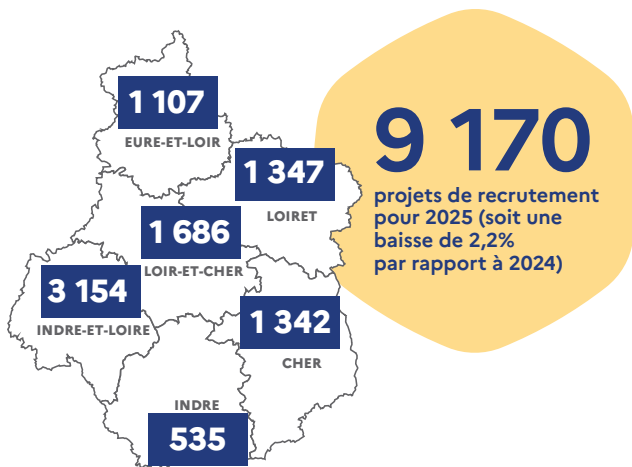 1 107
EURE-ET-LOIR
1 347
LOIRET
1 686
LOIR-ET-CHER
3 154
INDRE-ET-LOIRE
1 342
CHER
INDRE
535
9 170
projets de recrutement
pour 2025 (soit une
baisse de 2,2%
par rapport à 2024)